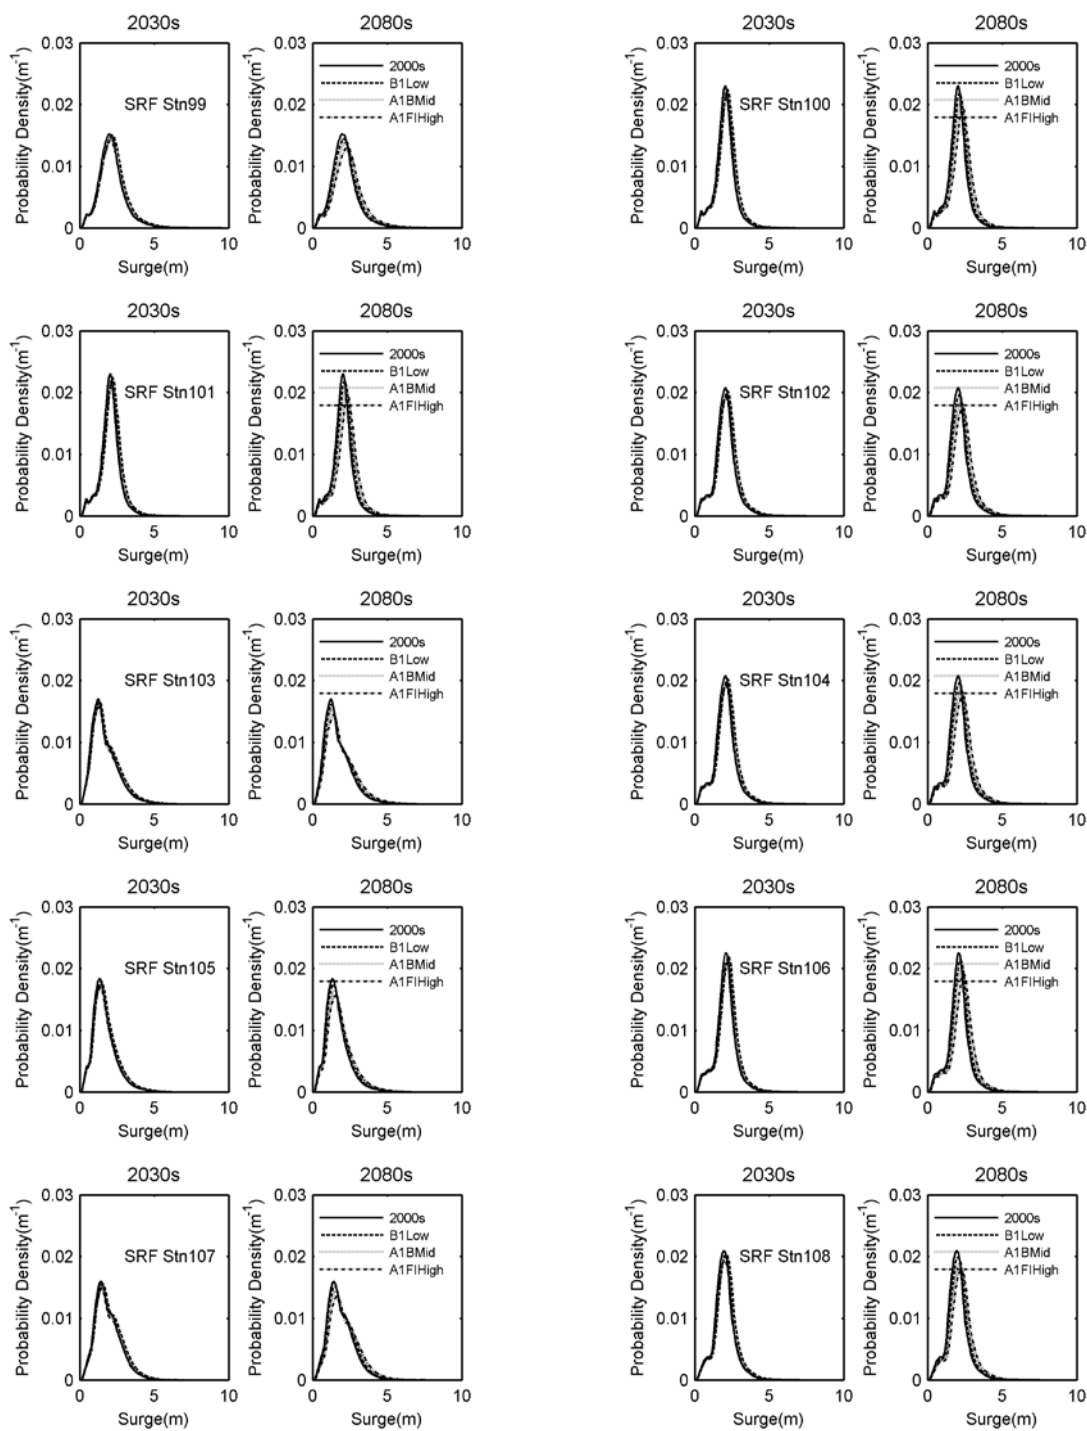 2030s
2080s
2030s
2080s
Probability Density(m⁻¹)
0.03
0.02
0.01
0
SRF Stn99
0 5 10
Surge(m)
Probability Density(m⁻¹)
0.03
0.02
0.01
0
2000s
B1Low
A1BMid
A1FIHigh
0 5 10
Surge(m)
Probability Density(m⁻¹)
0.03
0.02
0.01
0
SRF Stn100
0 5 10
Surge(m)
Probability Density(m⁻¹)
0.03
0.02
0.01
0
2000s
B1Low
A1BMid
A1FIHigh
0 5 10
Surge(m)
2030s
2080s
2030s
2080s
Probability Density(m⁻¹)
0.03
0.02
0.01
0
SRF Stn101
0 5 10
Surge(m)
Probability Density(m⁻¹)
0.03
0.02
0.01
0
2000s
B1Low
A1BMid
A1FIHigh
0 5 10
Surge(m)
Probability Density(m⁻¹)
0.03
0.02
0.01
0
SRF Stn102
0 5 10
Surge(m)
Probability Density(m⁻¹)
0.03
0.02
0.01
0
2000s
B1Low
A1BMid
A1FIHigh
0 5 10
Surge(m)
2030s
2080s
2030s
2080s
Probability Density(m⁻¹)
0.03
0.02
0.01
0
SRF Stn103
0 5 10
Surge(m)
Probability Density(m⁻¹)
0.03
0.02
0.01
0
2000s
B1Low
A1BMid
A1FIHigh
0 5 10
Surge(m)
Probability Density(m⁻¹)
0.03
0.02
0.01
0
SRF Stn104
0 5 10
Surge(m)
Probability Density(m⁻¹)
0.03
0.02
0.01
0
2000s
B1Low
A1BMid
A1FIHigh
0 5 10
Surge(m)
2030s
2080s
2030s
2080s
Probability Density(m⁻¹)
0.03
0.02
0.01
0
SRF Stn105
0 5 10
Surge(m)
Probability Density(m⁻¹)
0.03
0.02
0.01
0
2000s
B1Low
A1BMid
A1FIHigh
0 5 10
Surge(m)
Probability Density(m⁻¹)
0.03
0.02
0.01
0
SRF Stn106
0 5 10
Surge(m)
Probability Density(m⁻¹)
0.03
0.02
0.01
0
2000s
B1Low
A1BMid
A1FIHigh
0 5 10
Surge(m)
2030s
2080s
2030s
2080s
Probability Density(m⁻¹)
0.03
0.02
0.01
0
SRF Stn107
0 5 10
Surge(m)
Probability Density(m⁻¹)
0.03
0.02
0.01
0
2000s
B1Low
A1BMid
A1FIHigh
0 5 10
Surge(m)
Probability Density(m⁻¹)
0.03
0.02
0.01
0
SRF Stn108
0 5 10
Surge(m)
Probability Density(m⁻¹)
0.03
0.02
0.01
0
2000s
B1Low
A1BMid
A1FIHigh
0 5 10
Surge(m)